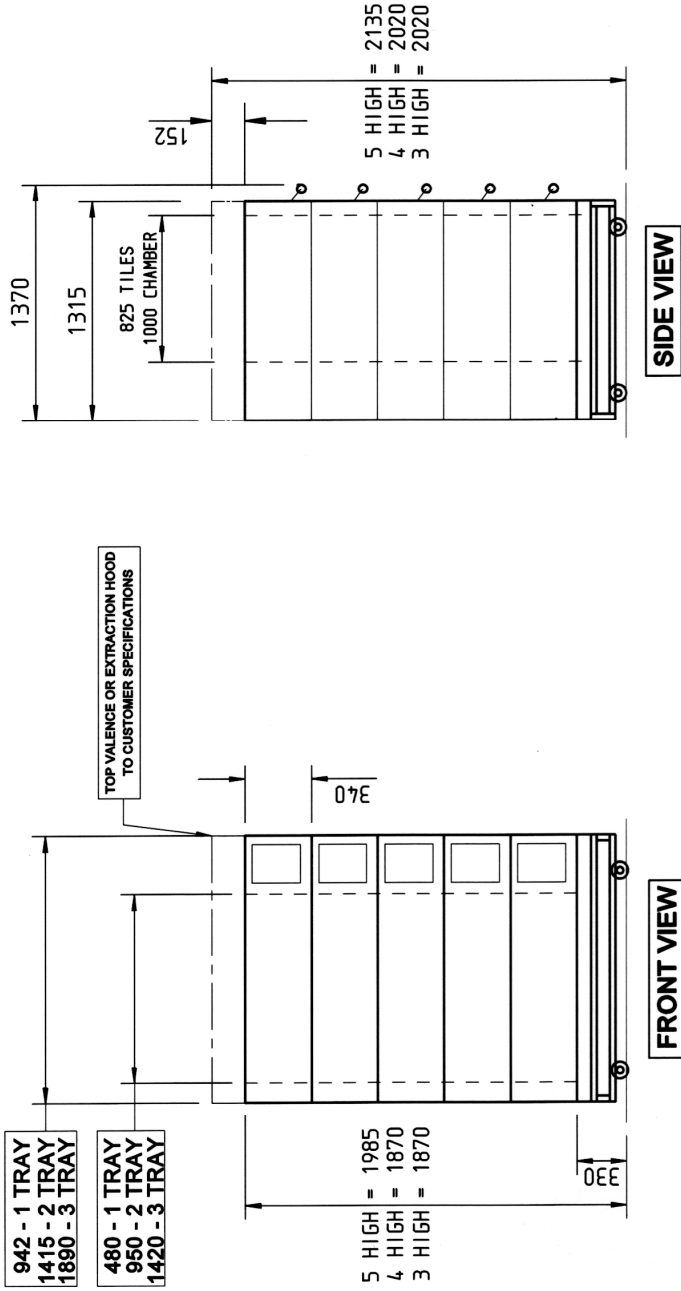 942 - 1 TRAY
1415 - 2 TRAY
1890 - 3 TRAY
480 - 1 TRAY
950 - 2 TRAY
1420 - 3 TRAY
TOP VALENCE OR EXTRACTION HOOD
TO CUSTOMER SPECIFICATIONS
340
5 HIGH = 1985
4 HIGH = 1870
3 HIGH = 1870
330
FRONT VIEW
1370
1315
825 TILES
1000 CHAMBER
152
5 HIGH = 2135
4 HIGH = 2020
3 HIGH = 2020
SIDE VIEW